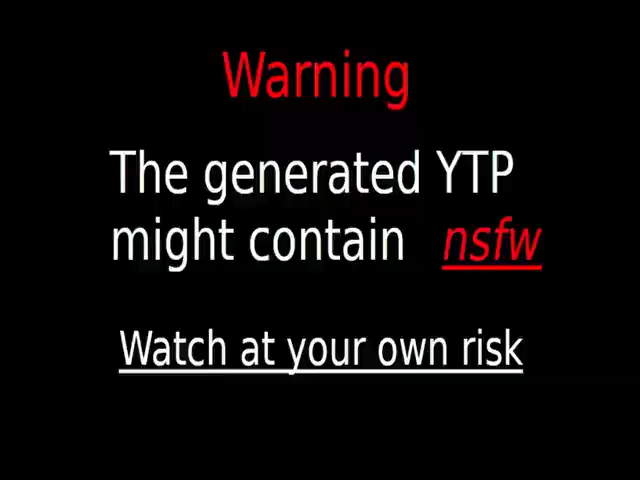 Warning
The generated YTP
might contain nsfw
Watch at your own risk